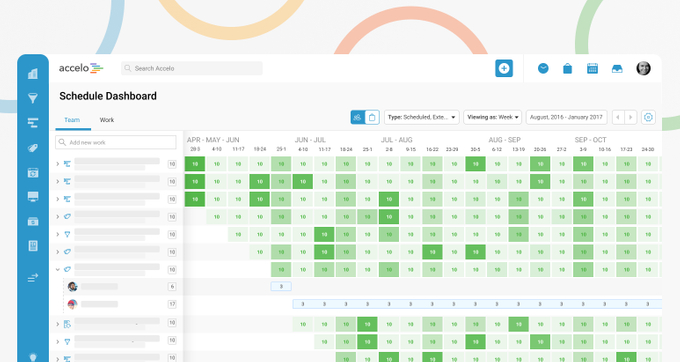 accelo
Search Accelo
Schedule Dashboard
Team Work
Type: Scheduled, Exte... Viewing as: Week August, 2016 - January 2017
Add new work
APR - MAY - JUN JUN - JUL JUL - AUG AUG - SEP SEP - OCT
28-3 4-10 11-17 18-24 25-1 4-10 11-17 18-24 25-1 2-8 9-15 16-22 23-29 30-5 6-12 13-19 20-26 27-2 3-9 10-16 17-23 24-30
10 10 10 10 10 10 10 10 10 10 10 10 10 10 10 10 10 10 10 10 10 10 10
10 10 10 10 10 10 10 10 10 10 10 10 10 10 10 10 10 10 10 10 10 10 10
10 10 10 10 10 10 10 10 10 10 10 10 10 10 10 10 10 10 10 10 10 10 10
10 10 10 10 10 10 10 10 10 10 10 10 10 10 10 10 10 10 10 10 10 10
10 10 10 10 10 10 10 10 10 10 10 10 10 10 10 10 10 10 10 10 10
10 10 10 10 10 10 10 10 10 10 10 10 10 10 10 10 10 10 10 10
10 10 10 10 10 10 10 10 10 10 10 10 10 10 10 10 10 10 10
6 3
17 3 3 3 3 3 3 3 3 3 3 3 3 3 3 3 3 3
10 10 10 10 10 10 10 10 10 10 10 10 10 10 10 10 10 10
10 10 10 10 10 10 10 10 10 10 10 10 10 10 10 10 10
10 10 10 10 10 10 10 10 10 10 10 10 10 10 10 10